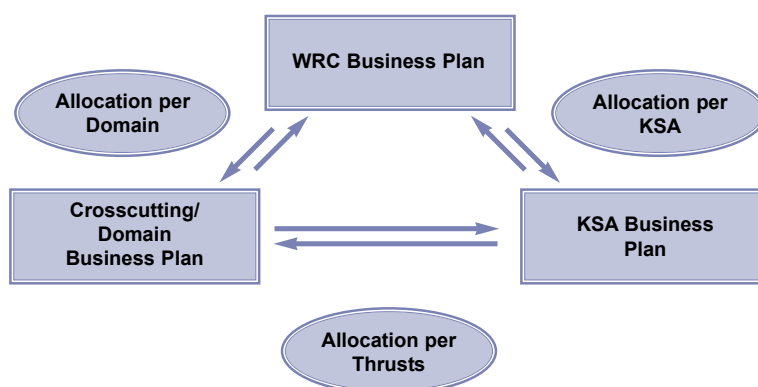 WRC Business Plan
Allocation per
Domain
Allocation per
KSA
Crosscutting/
Domain
Business Plan
KSA Business
Plan
Allocation per
Thrusts